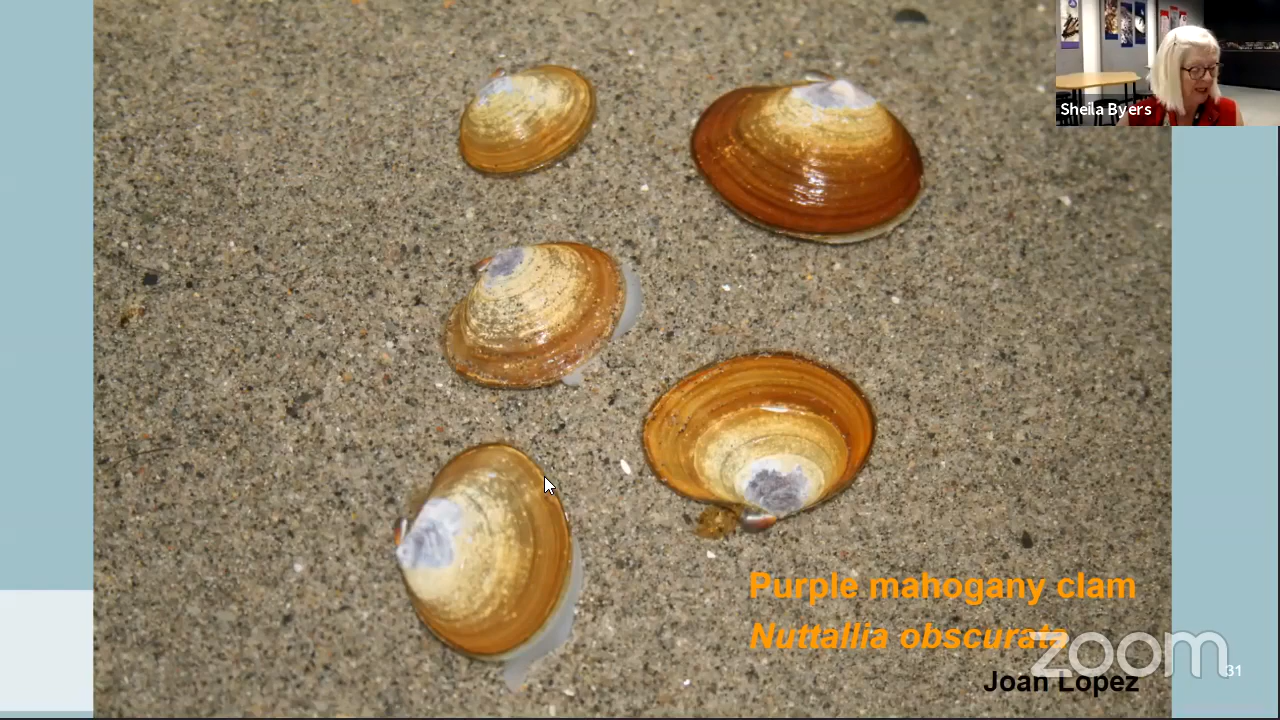 Sheila Byers
Purple mahogany clam
Nuttallia obscurata
zoom
31
Joan Lopez